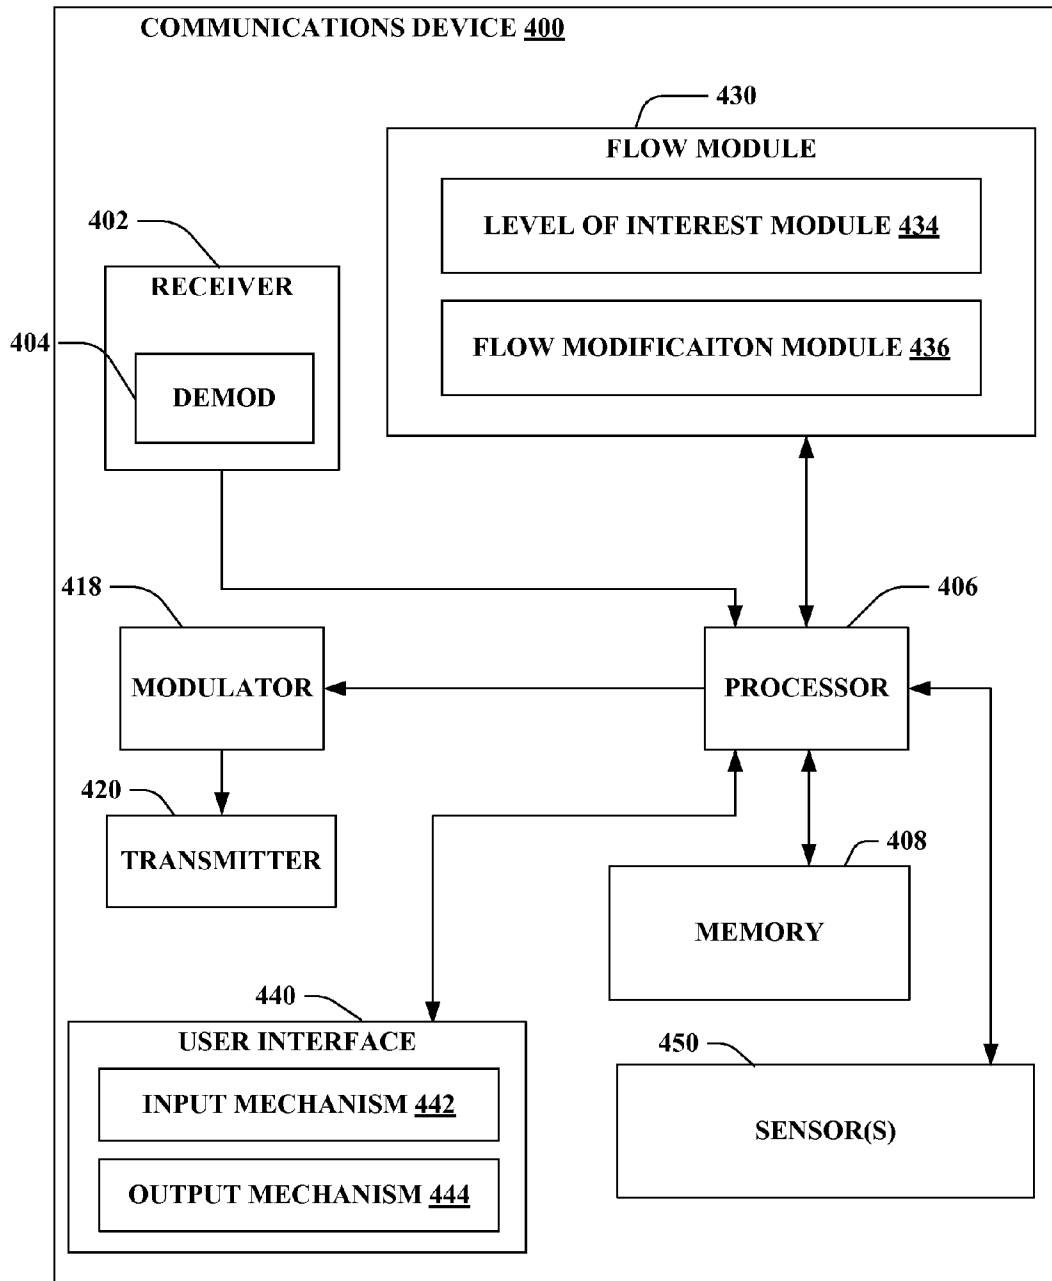 COMMUNICATIONS DEVICE 400
430
FLOW MODULE
LEVEL OF INTEREST MODULE 434
FLOW MODIFICAITON MODULE 436
402
RECEIVER
404
DEMOD
418
MODULATOR
406
PROCESSOR
420
TRANSMITTER
408
MEMORY
440
USER INTERFACE
INPUT MECHANISM 442
OUTPUT MECHANISM 444
450
SENSOR(S)